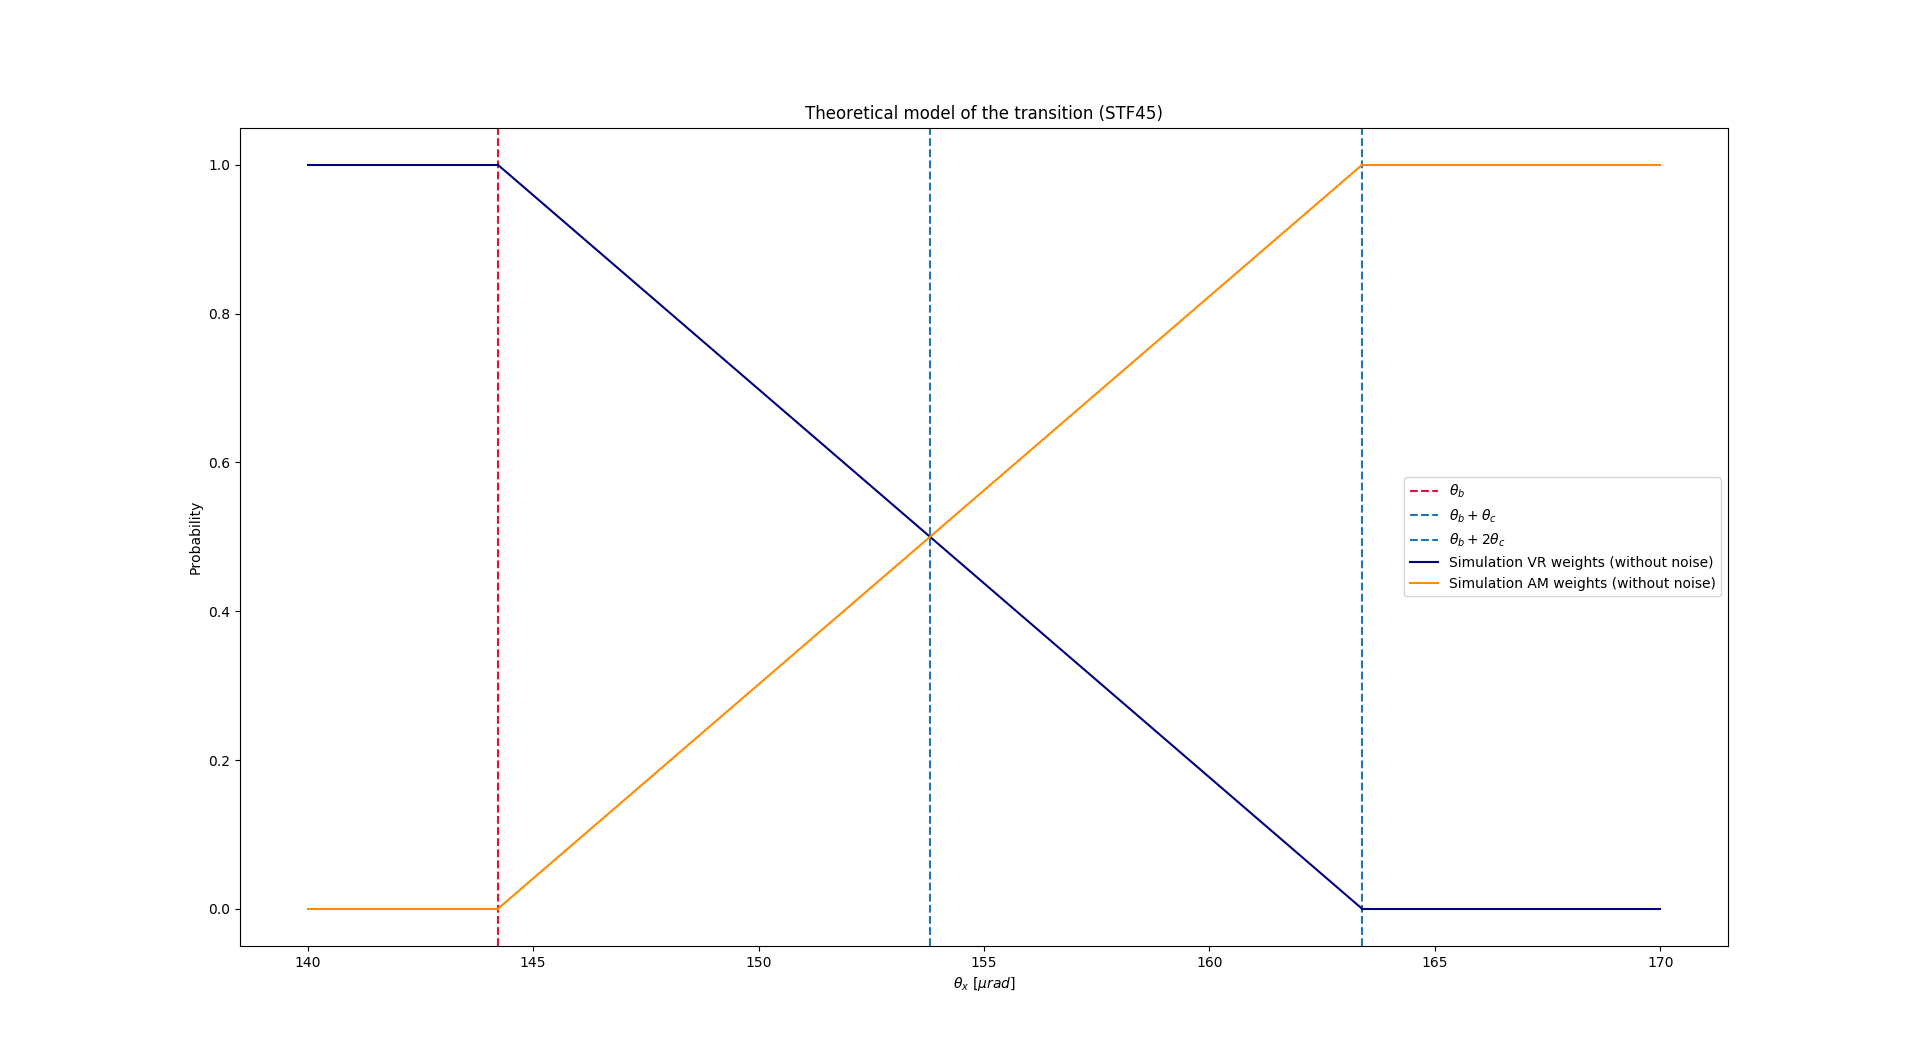 Theoretical model of the transition (STF45)
1.0
0.8
0.6
0.4
0.2
0.0
Probability
140 145 150 155 160 165 170
θx [μrad]
θb
θb + θc
θb + 2θc
Simulation VR weights (without noise)
Simulation AM weights (without noise)